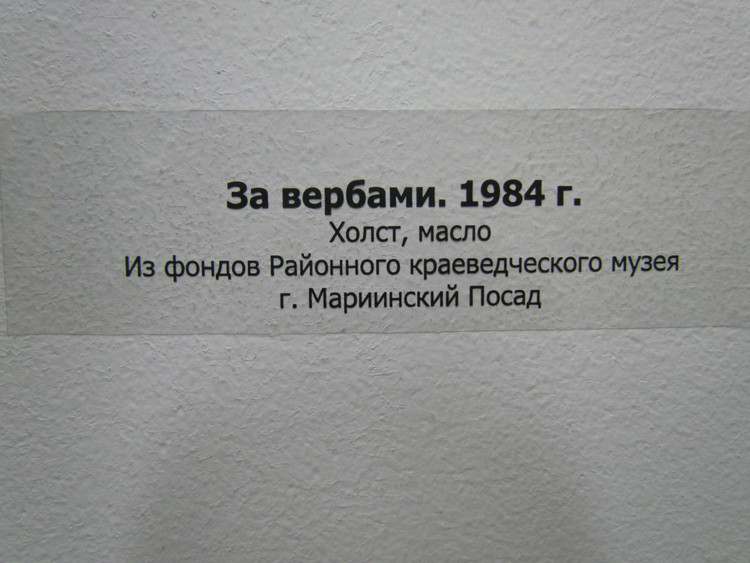 За вербами. 1984 г.
Холст, масло
Из фондов Районного краеведческого музея
г. Мариинский Посад